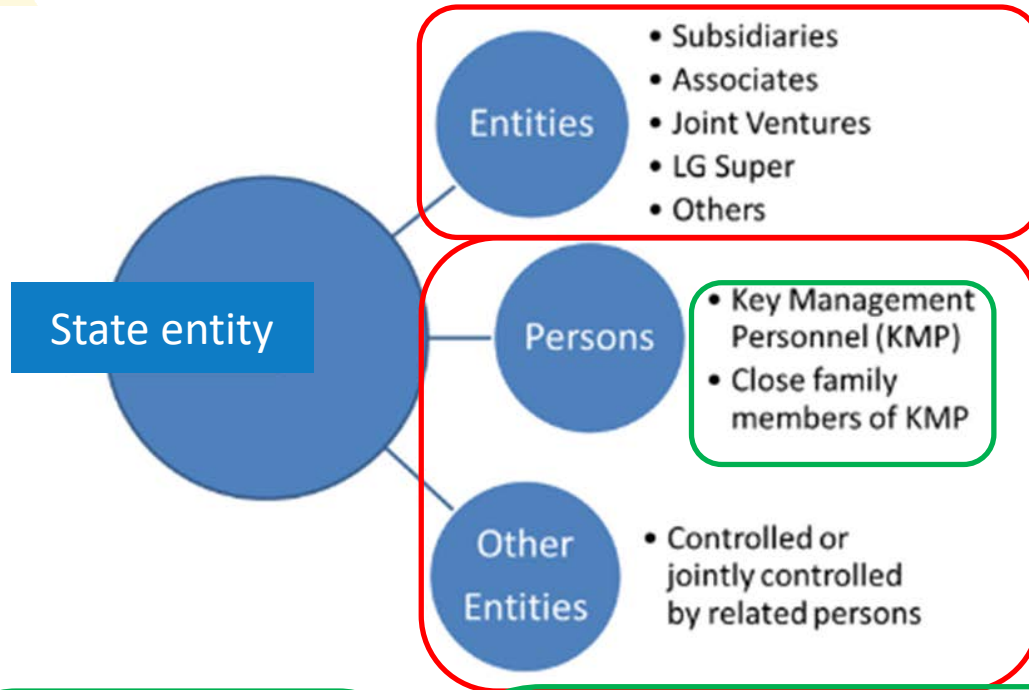 Entities
• Subsidiaries
• Associates
• Joint Ventures
• LG Super
• Others
State entity
Persons
• Key Management
Personnel (KMP)
• Close family
members of KMP
Other
Entities
• Controlled or
jointly controlled
by related persons